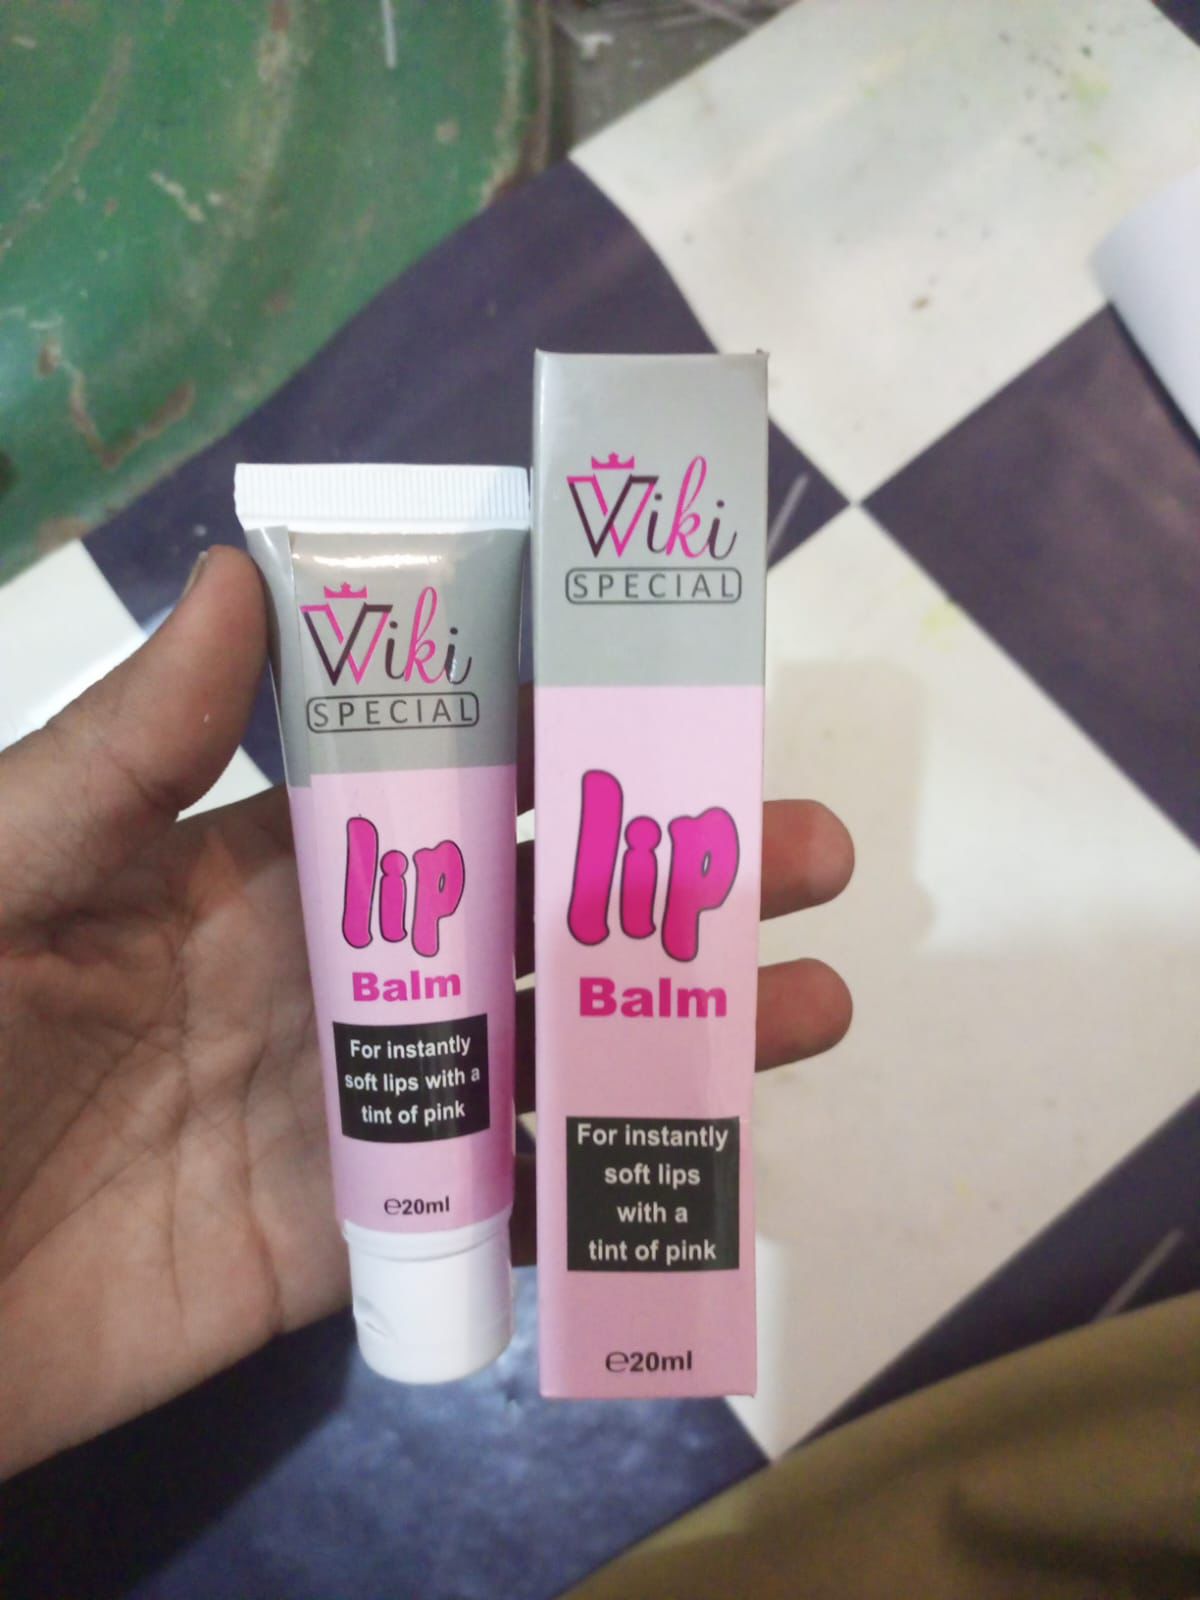 Wiki
SPECIAL
lip
Balm
For instantly
soft lips with a
tint of pink
℮20ml
Wiki
SPECIAL
lip
Balm
For instantly
soft lips
with a
tint of pink
℮20ml